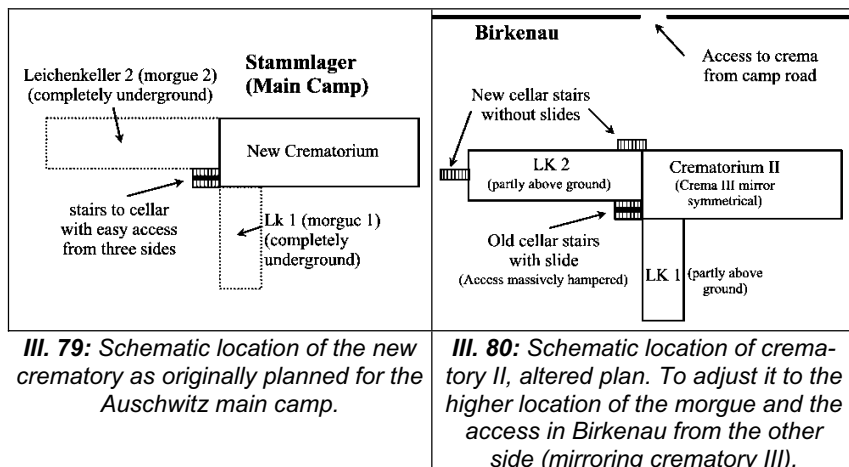 Stammlager
(Main Camp)
Leichenkeller 2 (morgue 2)
(completely underground)
New Crematorium
stairs to cellar
with easy access
from three sides
Lk 1 (morguc 1)
(completely
underground)
III. 79: Schematic location of the new
crematory as originally planned for the
Auschwitz main camp.
Birkenau
Access to crema
from camp road
New cellar stairs
without slides
LK 2
(partly above ground)
Crematorium II
(Crema III mirror
symmetrical)
Old cellar stairs
with slide
(Access massively hampered)
LK 1
(partly above
ground)
III. 80: Schematic location of crema-
tory II, altered plan. To adjust it to the
higher location of the morgue and the
access in Birkenau from the other
side (mirroring crematory III).